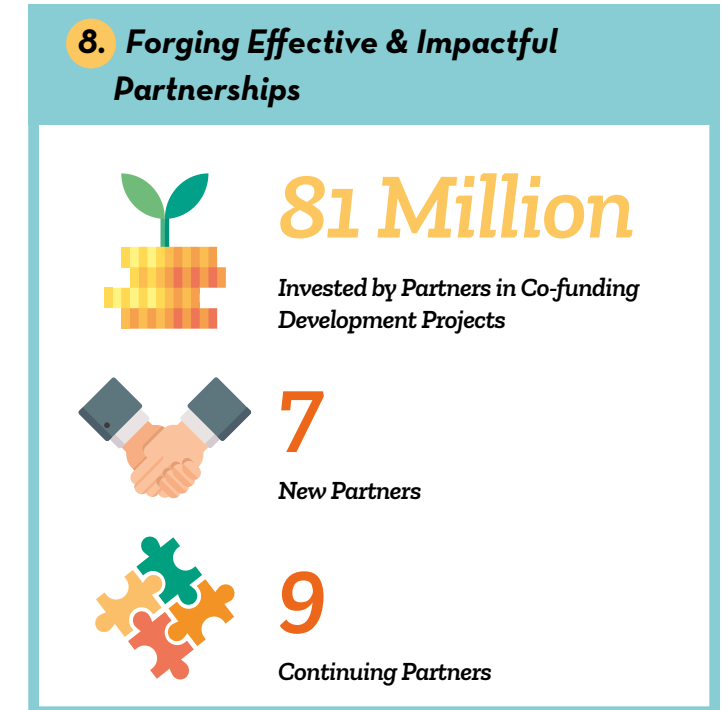 8. Forging Effective & Impactful
Partnerships
81 Million
Invested by Partners in Co-funding
Development Projects
7
New Partners
9
Continuing Partners